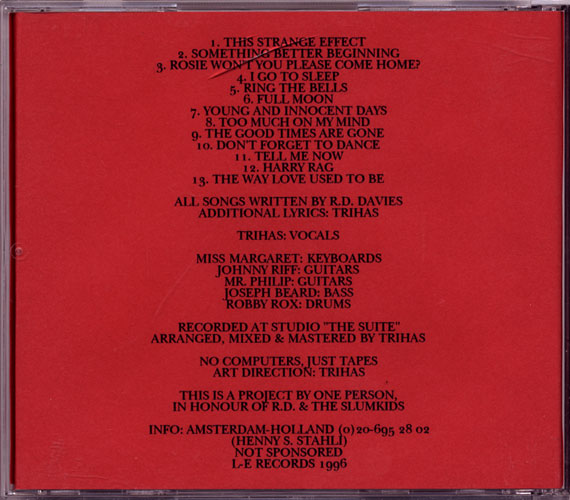 1. THIS STRANGE EFFECT
2. SOMETHING BETTER BEGINNING
3. ROSIE WON'T YOU PLEASE COME HOME?
4. I GO TO SLEEP
5. RING THE BELLS
6. FULL MOON
7. YOUNG AND INNOCENT DAYS
8. TOO MUCH ON MY MIND
9. THE GOOD TIMES ARE GONE
10. DON'T FORGET TO DANCE
11. TELL ME NOW
12. HARRY RAG
13. THE WAY LOVE USED TO BE
ALL SONGS WRITTEN BY R.D. DAVIES
ADDITIONAL LYRICS: TRIHAS
TRIHAS: VOCALS
MISS MARGARET: KEYBOARDS
JOHNNY RIFF: GUITARS
MR. PHILIP: GUITARS
JOSEPH BEARD: BASS
ROBBY ROX: DRUMS
RECORDED AT STUDIO "THE SUITE"
ARRANGED, MIXED & MASTERED BY TRIHAS
NO COMPUTERS, JUST TAPES
ART DIRECTION: TRIHAS
THIS IS A PROJECT BY ONE PERSON,
IN HONOUR OF R.D. & THE SLUMKIDS
INFO: AMSTERDAM-HOLLAND (0)20-695 28 02
(HENNY S. STAHLÍ)
NOT SPONSORED
L-E RECORDS 1996